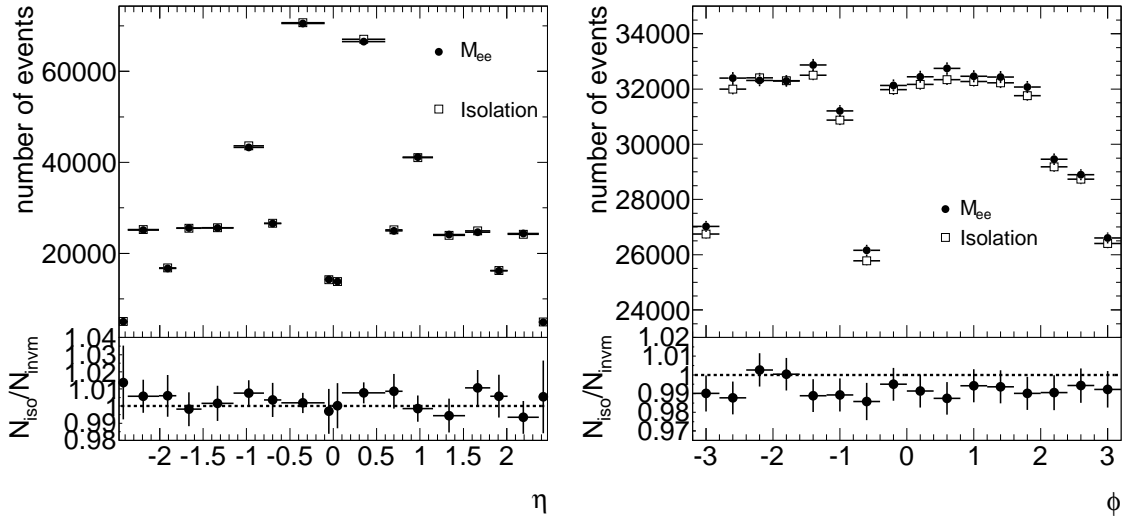 number of events
60000
40000
20000
M_ee
Isolation
N_iso/N_invm
1.04
1.03
1.02
1.01
1
0.99
0.98
-2 -1.5 -1 -0.5 0 0.5 1 1.5 2
η
number of events
34000
32000
30000
28000
26000
24000
M_ee
Isolation
N_iso/N_invm
1.02
1.01
1
0.99
0.98
0.97
-3 -2 -1 0 1 2 3
ϕ